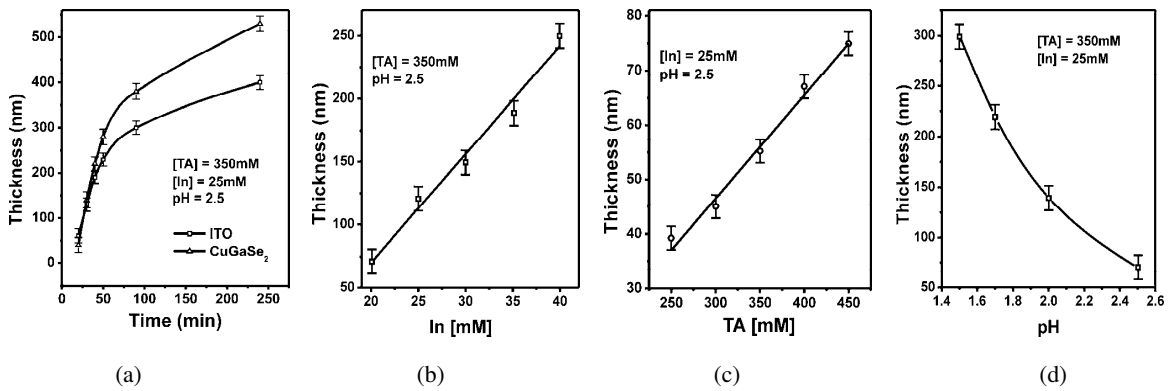 500
400
300
200
100
0
Thickness (nm)
[TA] = 350mM
[In] = 25mM
pH = 2.5
ITO
CuGaSe₂
0 50 100 150 200 250
Time (min)
(a)
250
200
150
100
50
Thickness (nm)
[TA] = 350mM
pH = 2.5
20 25 30 35 40
In [mM]
(b)
80
70
60
50
40
30
Thickness (nm)
[In] = 25mM
pH = 2.5
250 300 350 400 450
TA [mM]
(c)
300
250
200
150
100
50
Thickness (nm)
[TA] = 350mM
[In] = 25mM
1.4 1.6 1.8 2.0 2.2 2.4 2.6
pH
(d)